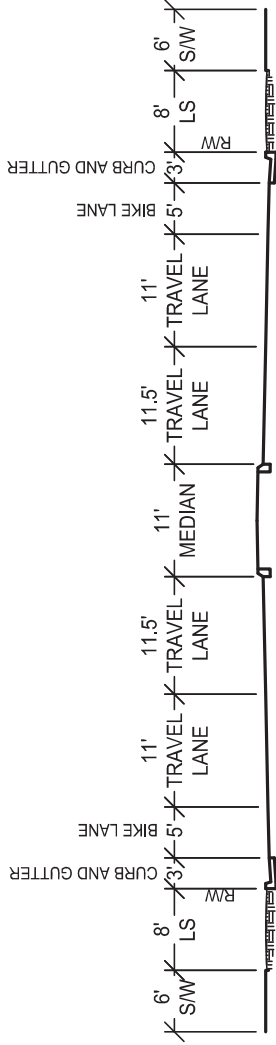 6'
S/W
8'
LS
R/W
3'
CURB AND GUTTER
5'
BIKE LANE
11'
TRAVEL
LANE
11.5'
TRAVEL
LANE
11'
MEDIAN
11.5'
TRAVEL
LANE
11'
TRAVEL
LANE
5'
BIKE LANE
3'
CURB AND GUTTER
R/W
8'
LS
6'
S/W